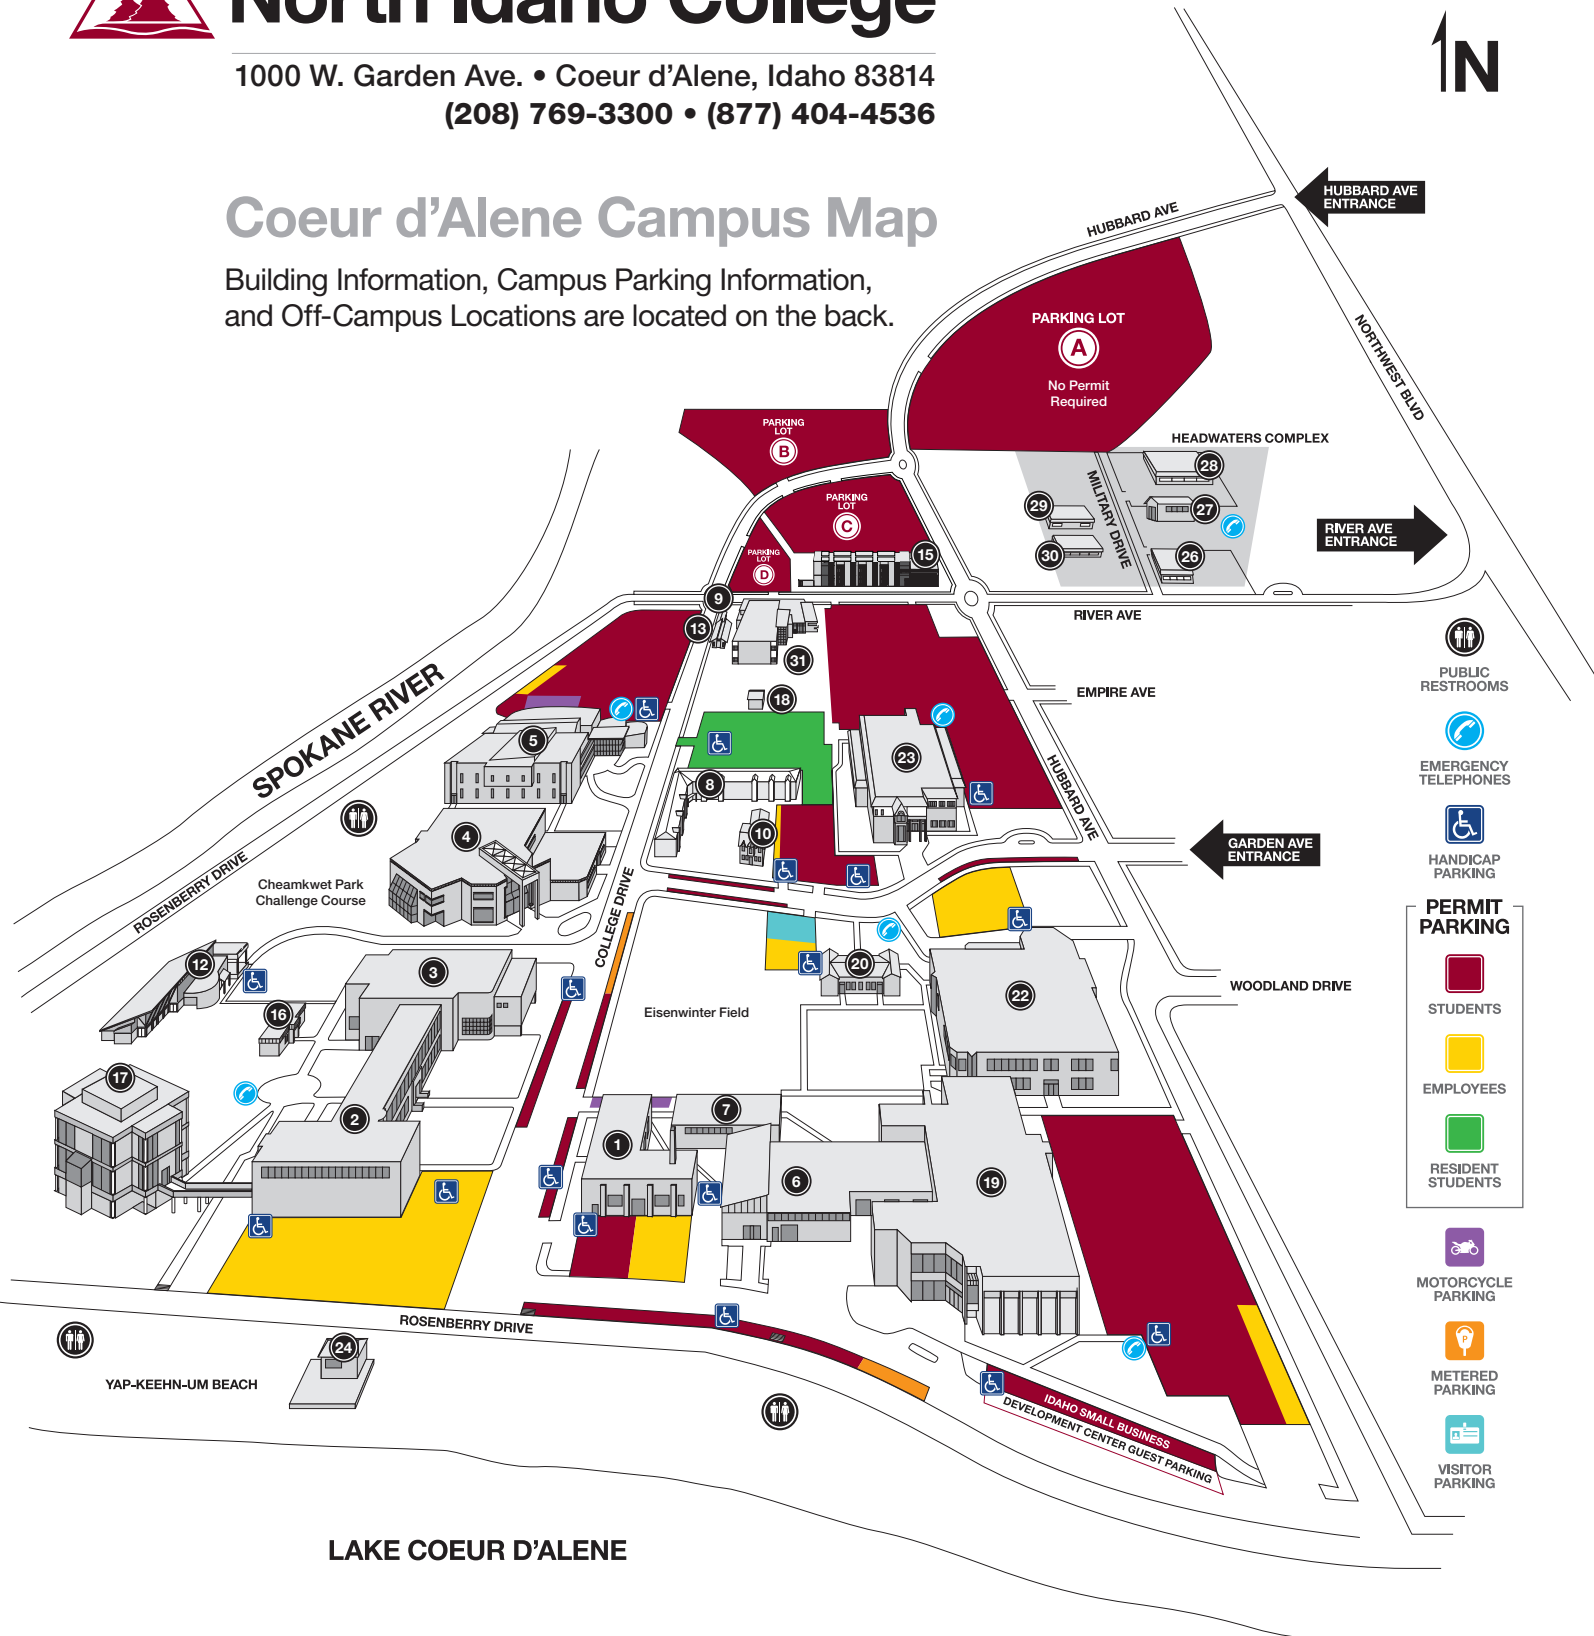 North Idaho College
1000 W. Garden Ave. • Coeur d'Alene, Idaho 83814
(208) 769-3300 • (877) 404-4536
N
Coeur d'Alene Campus Map
Building Information, Campus Parking Information,
and Off-Campus Locations are located on the back.
HUBBARD AVE
ENTRANCE
HUBBARD AVE
PARKING LOT
A
No Permit
Required
NORTHWEST BLVD
PARKING
LOT
B
HEADWATERS COMPLEX
28
27
29
30
26
MILITARY DRIVE
PARKING
LOT
C
RIVER AVE
ENTRANCE
PARKING
LOT
D
15
9
13
31
RIVER AVE
EMPIRE AVE
18
SPOKANE RIVER
5
8
23
HUBBARD AVE
10
4
GARDEN AVE
ENTRANCE
ROSENBERRY DRIVE
Cheamkwet Park
Challenge Course
COLLEGE DRIVE
12
3
20
22
WOODLAND DRIVE
16
Eisenwinter Field
17
2
7
1
6
19
ROSENBERRY DRIVE
24
YAP-KEEHN-UM BEACH
IDAHO SMALL BUSINESS
DEVELOPMENT CENTER GUEST PARKING
LAKE COEUR D'ALENE
PUBLIC
RESTROOMS
EMERGENCY
TELEPHONES
HANDICAP
PARKING
PERMIT
PARKING
STUDENTS
EMPLOYEES
RESIDENT
STUDENTS
MOTORCYCLE
PARKING
P
METERED
PARKING
VISITOR
PARKING